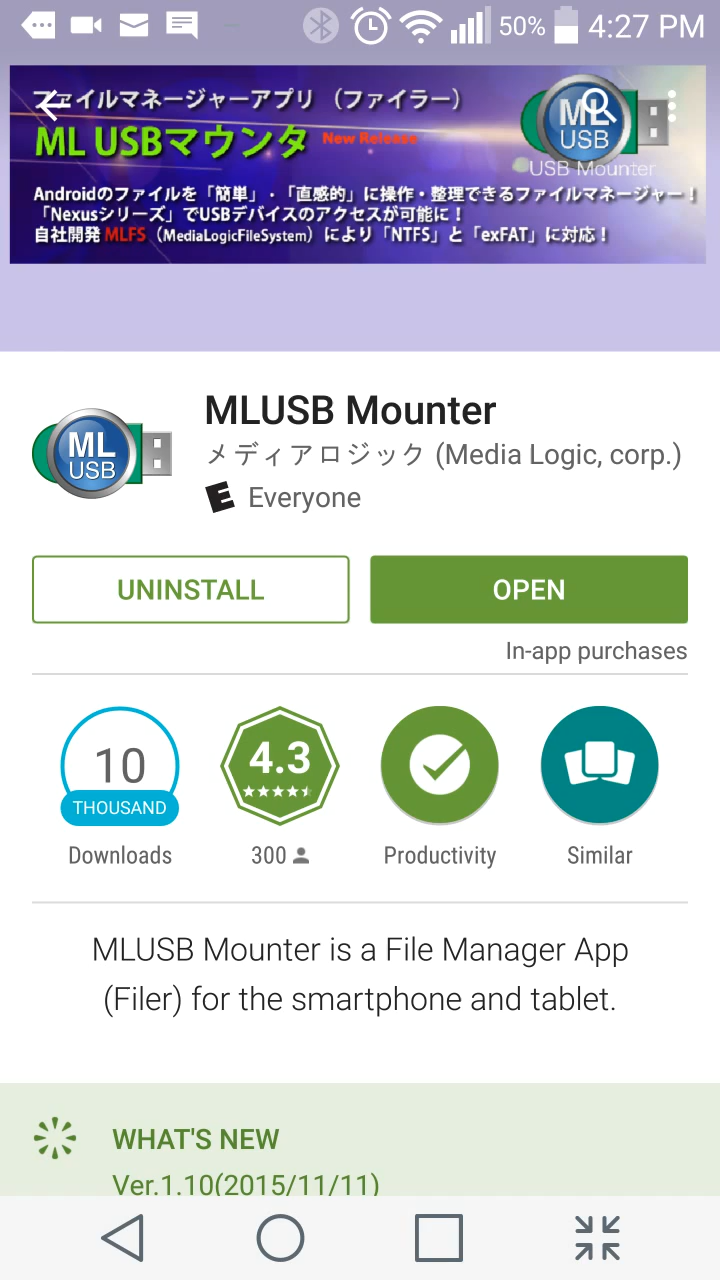 50% 4:27 PM
ファイルマネージャーアプリ （ファイラー）
ML USBマウンタ New Release
ML
USB
USB Mounter
Androidのファイルを「簡単」・「直感的」に操作・整理できるファイルマネージャー！
「Nexusシリーズ」でUSBデバイスのアクセスが可能に！
自社開発 MLFS（MediaLogicFileSystem）により「NTFS」と「exFAT」に対応！
ML
USB
MLUSB Mounter
メディアロジック (Media Logic, corp.)
E Everyone
UNINSTALL OPEN
In-app purchases
10
THOUSAND
Downloads
4.3
300
Productivity
Similar
MLUSB Mounter is a File Manager App
(Filer) for the smartphone and tablet.
WHAT'S NEW
Ver.1.10(2015/11/11)